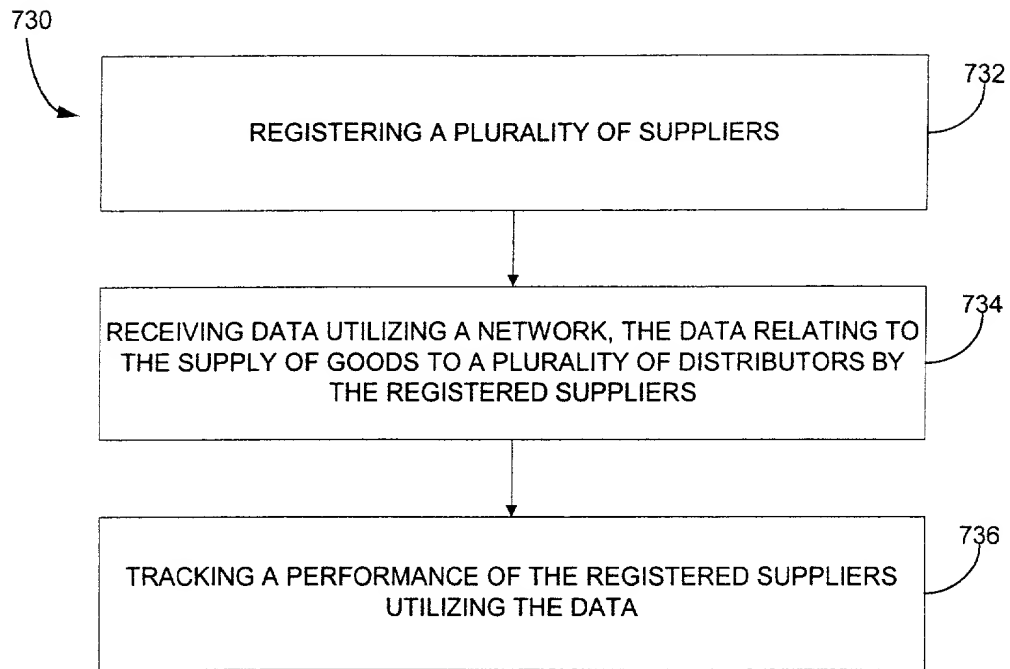 730
732
REGISTERING A PLURALITY OF SUPPLIERS
734
RECEIVING DATA UTILIZING A NETWORK, THE DATA RELATING TO
THE SUPPLY OF GOODS TO A PLURALITY OF DISTRIBUTORS BY
THE REGISTERED SUPPLIERS
736
TRACKING A PERFORMANCE OF THE REGISTERED SUPPLIERS
UTILIZING THE DATA